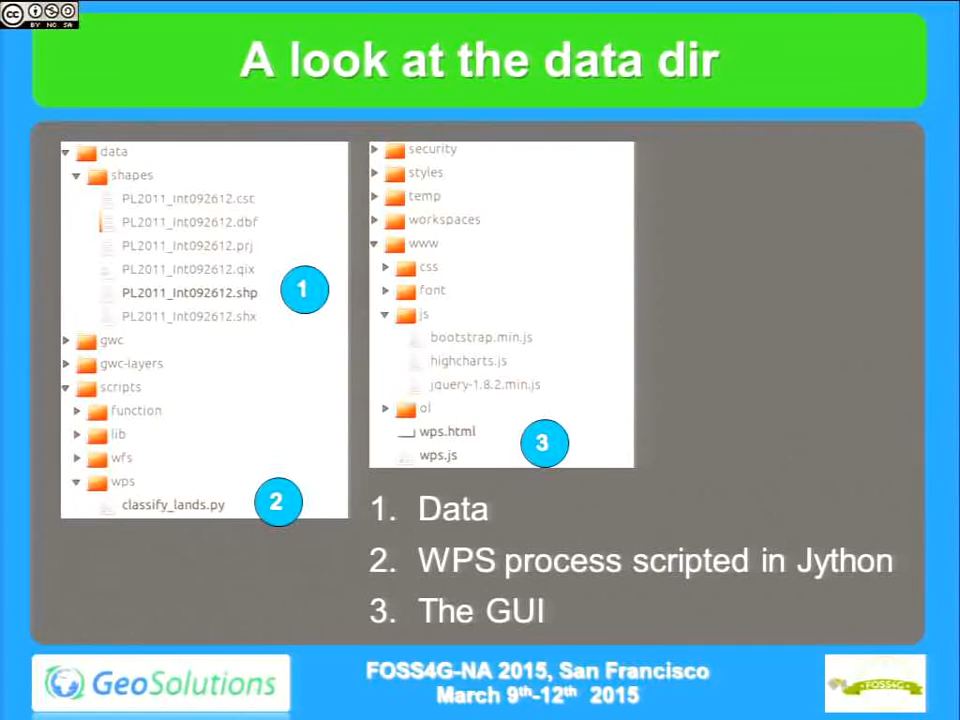 BY NC SA
A look at the data dir
data
shapes
PL2011_Int092612.cst
PL2011_Int092612.dbf
PL2011_Int092612.prj
PL2011_Int092612.qix
PL2011_Int092612.shp
PL2011_Int092612.shx
gwc
gwc-layers
scripts
function
lib
wfs
wps
classify_lands.py
1
2
security
styles
temp
workspaces
www
css
font
js
bootstrap.min.js
highcharts.js
jquery-1.8.2.min.js
ol
wps.html
wps.js
3
1. Data
2. WPS process scripted in Jython
3. The GUI
GeoSolutions
FOSS4G-NA 2015, San Francisco
March 9th-12th 2015
FOSS4G